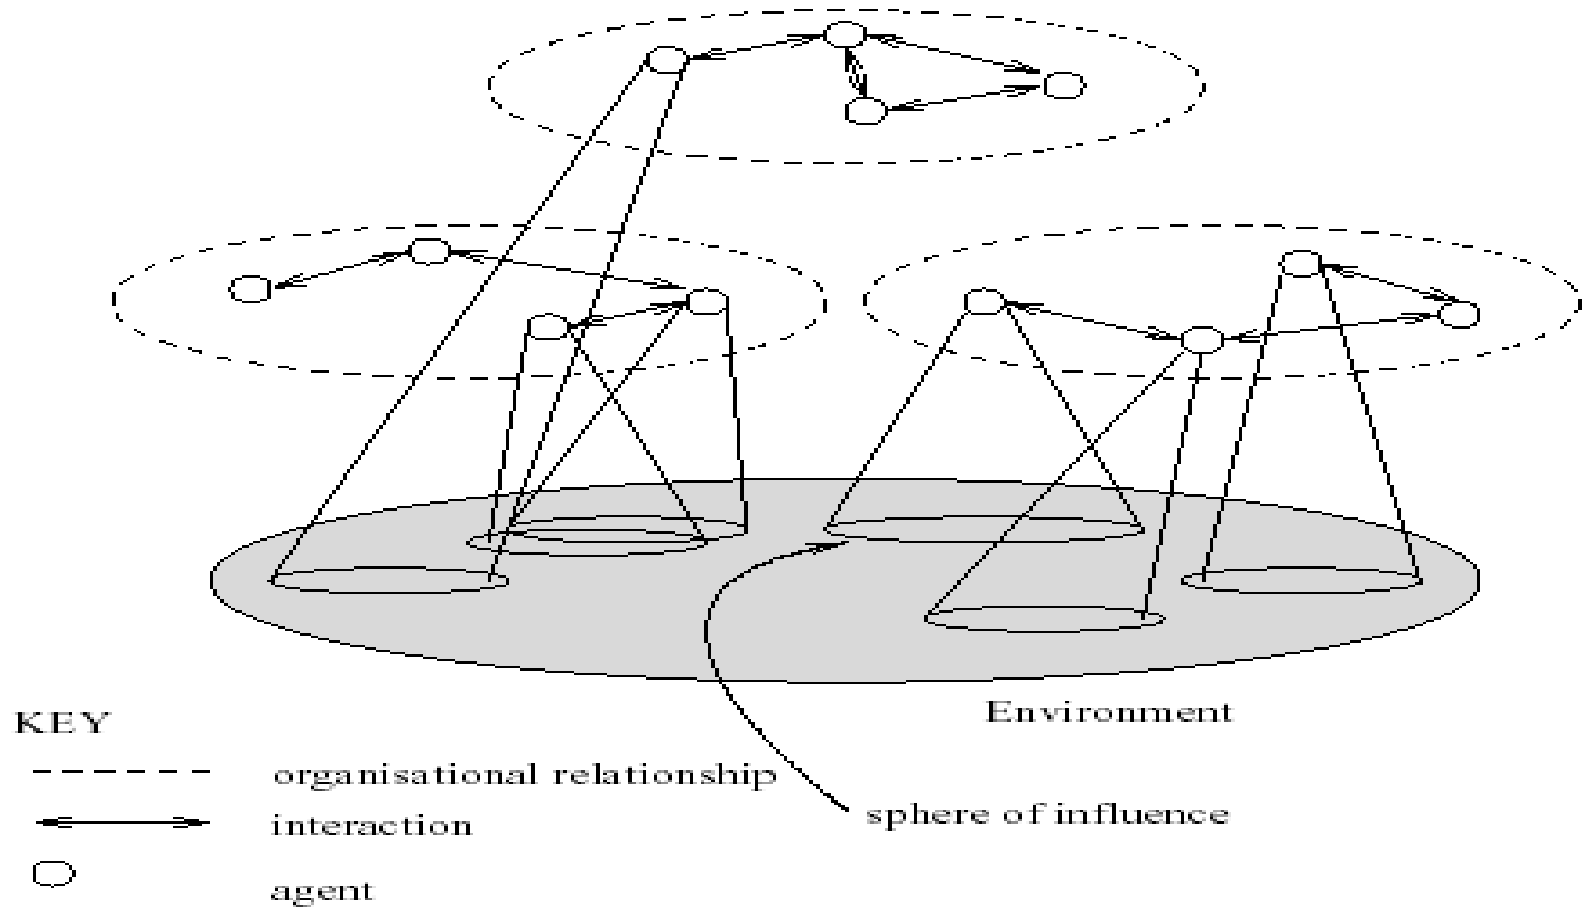 Environment
KEY
organisational relationship
sphere of influence
interaction
agent